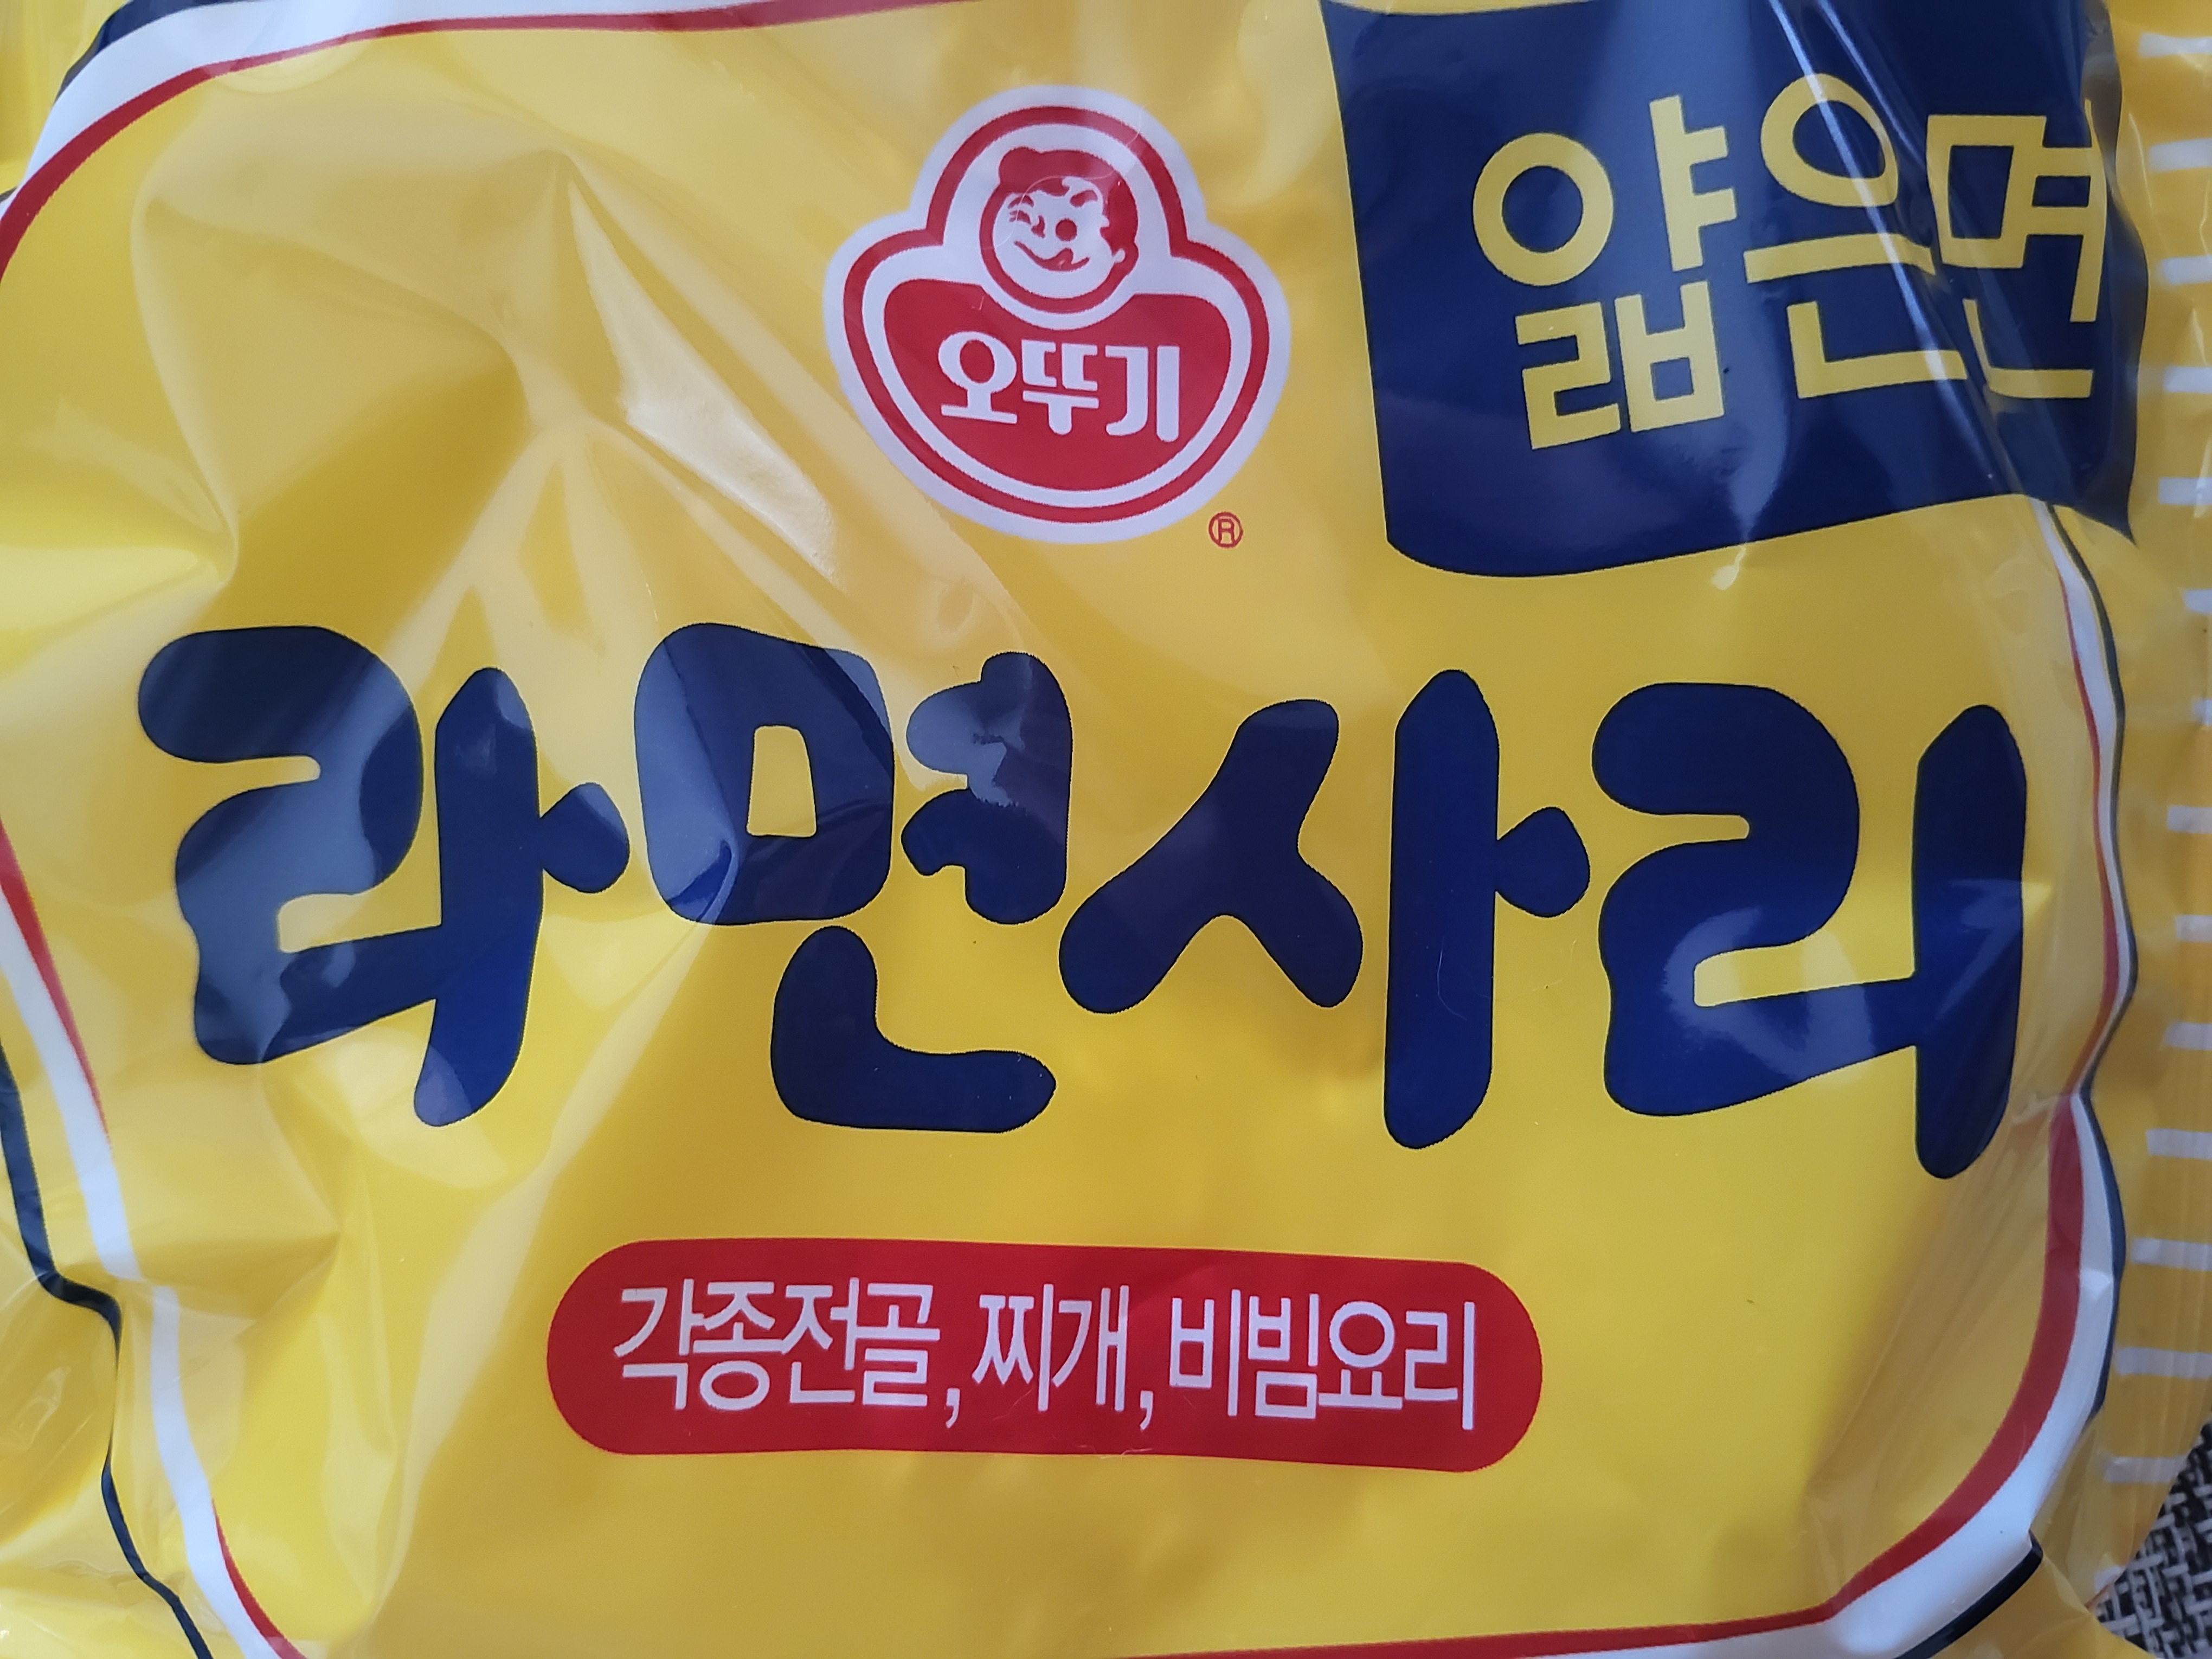 얇은면
오뚜기
®
라면사리
각종전골, 찌개, 비빔요리